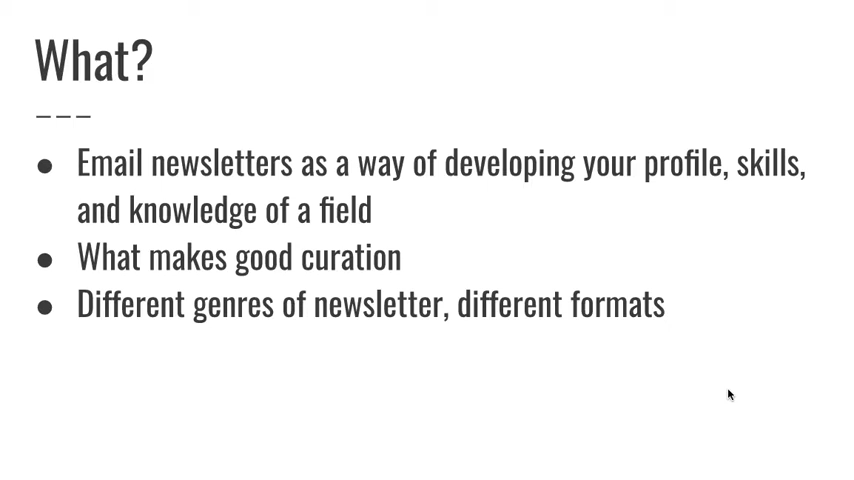 What?
● Email newsletters as a way of developing your profile, skills,
and knowledge of a field
● What makes good curation
● Different genres of newsletter, different formats